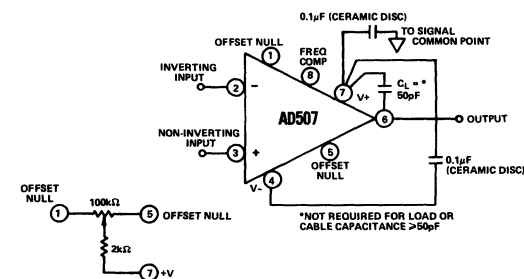 0.1μF (CERAMIC DISC)
TO SIGNAL
COMMON POINT
OFFSET NULL
1
FREQ
COMP
8
7
V+
C_L = *
50pF
INVERTING
INPUT
2
−
AD507
6
OUTPUT
NON-INVERTING
INPUT
3
+
5
OFFSET
NULL
0.1μF
(CERAMIC DISC)
V−
4
*NOT REQUIRED FOR LOAD OR
CABLE CAPACITANCE ⩾50pF
OFFSET
NULL
1
100kΩ
5
OFFSET NULL
2kΩ
7
+V